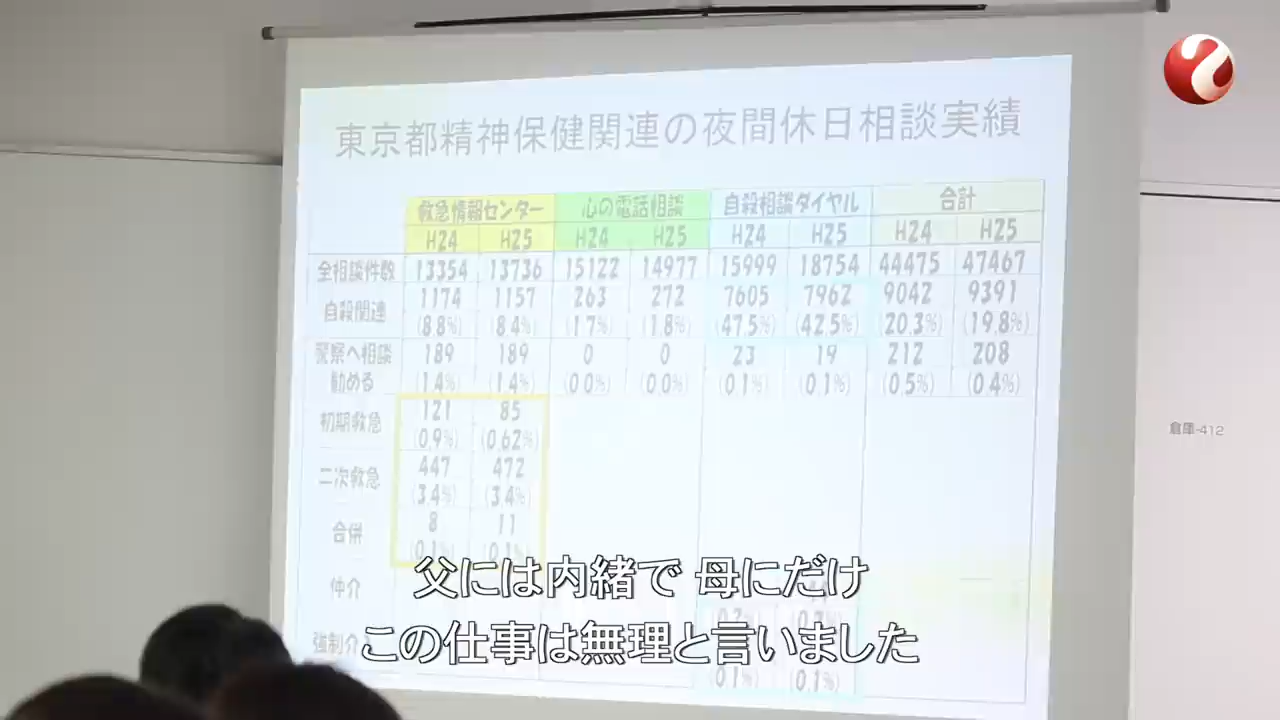 東京都精神保健関連の夜間休日相談実績
救急情報センター 心の電話相談 自殺相談ダイヤル 合計
H24 H25 H24 H25 H24 H25 H24 H25
全相談件数 13354 13736 15122 14977 15999 18754 44475 47467
自殺関連 1174 1157 263 272 7605 7962 9042 9391
(8.8%) (8.4%) (1.7%) (1.8%) (47.5%) (42.5%) (20.3%) (19.8%)
警察へ相談 189 189 0 0 23 19 212 208
勧める (1.4%) (1.4%) (0.0%) (0.0%) (0.1%) (0.1%) (0.5%) (0.4%)
初期救急 121 85
(0.9%) (0.62%)
二次救急 447 472
(3.4%) (3.4%)
合併 8 11
(0.1%) (0.1%)
仲介
強制介入
(0.1%) (0.1%)
倉庫-412
父には内緒で 母にだけ
この仕事は無理と言いました